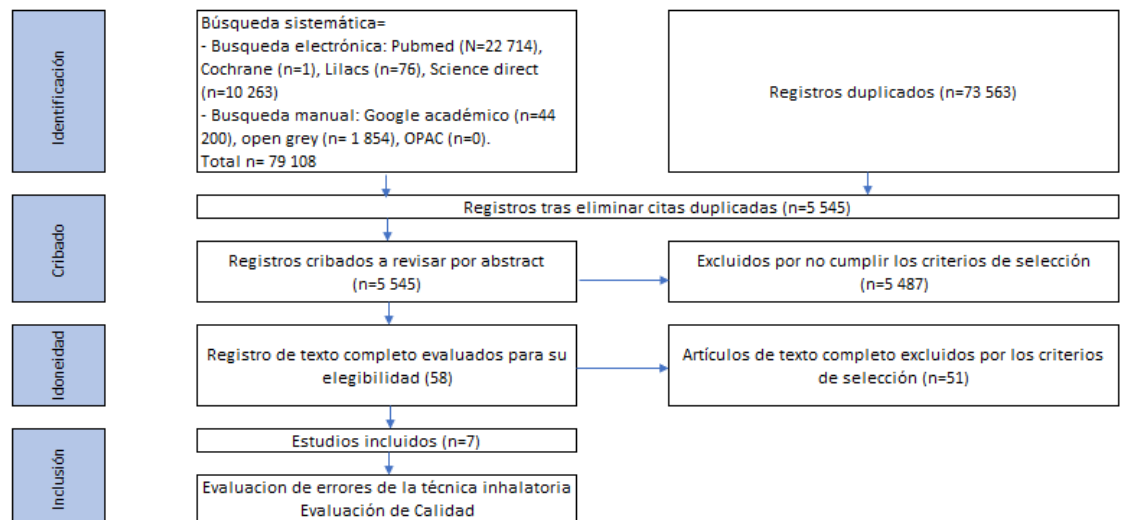 Identificación
Búsqueda sistemática=
- Busqueda electrónica: Pubmed (N=22 714),
Cochrane (n=1), Lilacs (n=76), Science direct
(n=10 263)
- Busqueda manual: Google académico (n=44
200), open grey (n= 1 854), OPAC (n=0).
Total n= 79 108
Registros duplicados (n=73 563)
Cribado
Registros tras eliminar citas duplicadas (n=5 545)
Registros cribados a revisar por abstract
(n=5 545)
Excluidos por no cumplir los criterios de selección
(n=5 487)
Idoneidad
Registro de texto completo evaluados para su
elegibilidad (58)
Artículos de texto completo excluidos por los criterios
de selección (n=51)
Inclusión
Estudios incluidos (n=7)
Evaluacion de errores de la técnica inhalatoria
Evaluación de Calidad